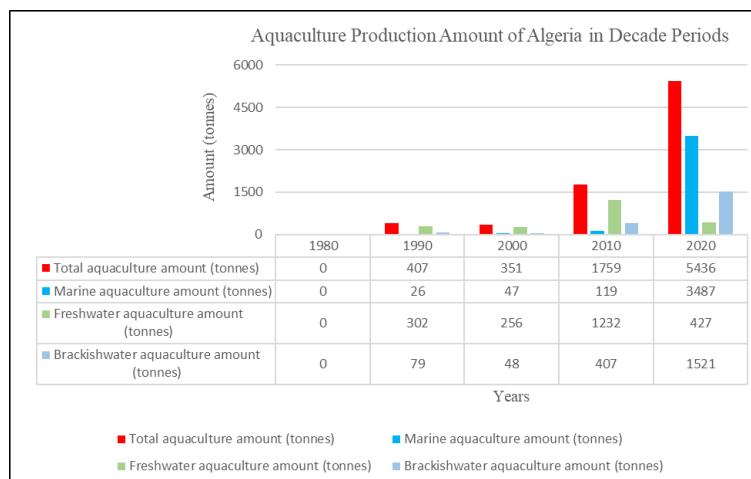 Aquaculture Production Amount of Algeria in Decade Periods
6000
4500
3000
1500
0
Amount (tonnes)
1980 1990 2000 2010 2020
Total aquaculture amount (tonnes) 0 407 351 1759 5436
Marine aquaculture amount (tonnes) 0 26 47 119 3487
Freshwater aquaculture amount
(tonnes) 0 302 256 1232 427
Brackishwater aquaculture amount
(tonnes) 0 79 48 407 1521
Years
Total aquaculture amount (tonnes) Marine aquaculture amount (tonnes)
Freshwater aquaculture amount (tonnes) Brackishwater aquaculture amount (tonnes)